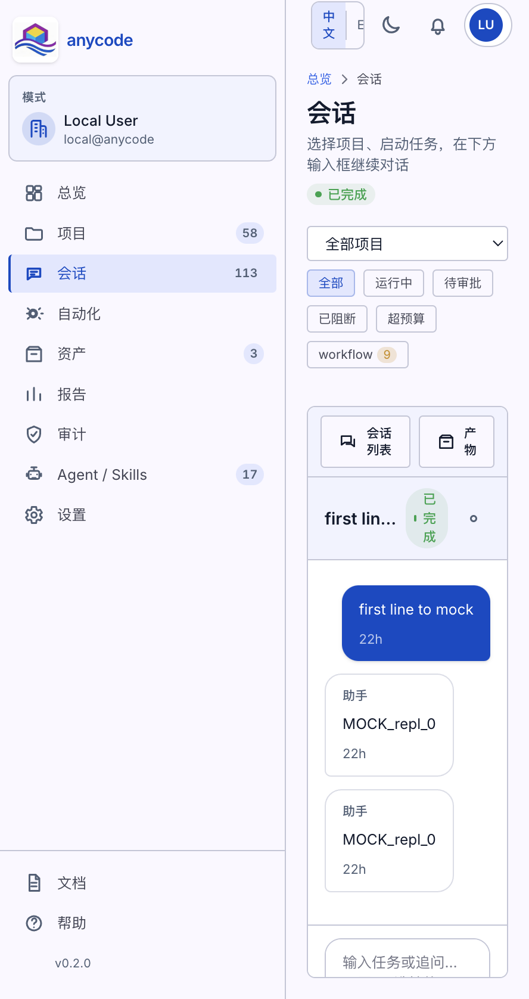 anycode
模式
Local User
local@anycode
总览
项目 58
会话 113
自动化
资产 3
报告
审计
Agent / Skills 17
设置
文档
帮助
v0.2.0
中
文
E
LU
总览 会话
会话
选择项目、启动任务，在下方
输入框继续对话
已完成
全部项目
全部 运行中 待审批
已阻断 超预算
workflow 9
会话
列表
产
物
first lin...
已
完
成
first line to mock
22h
助手
MOCK_repl_0
22h
助手
MOCK_repl_0
22h
输入任务或追问...